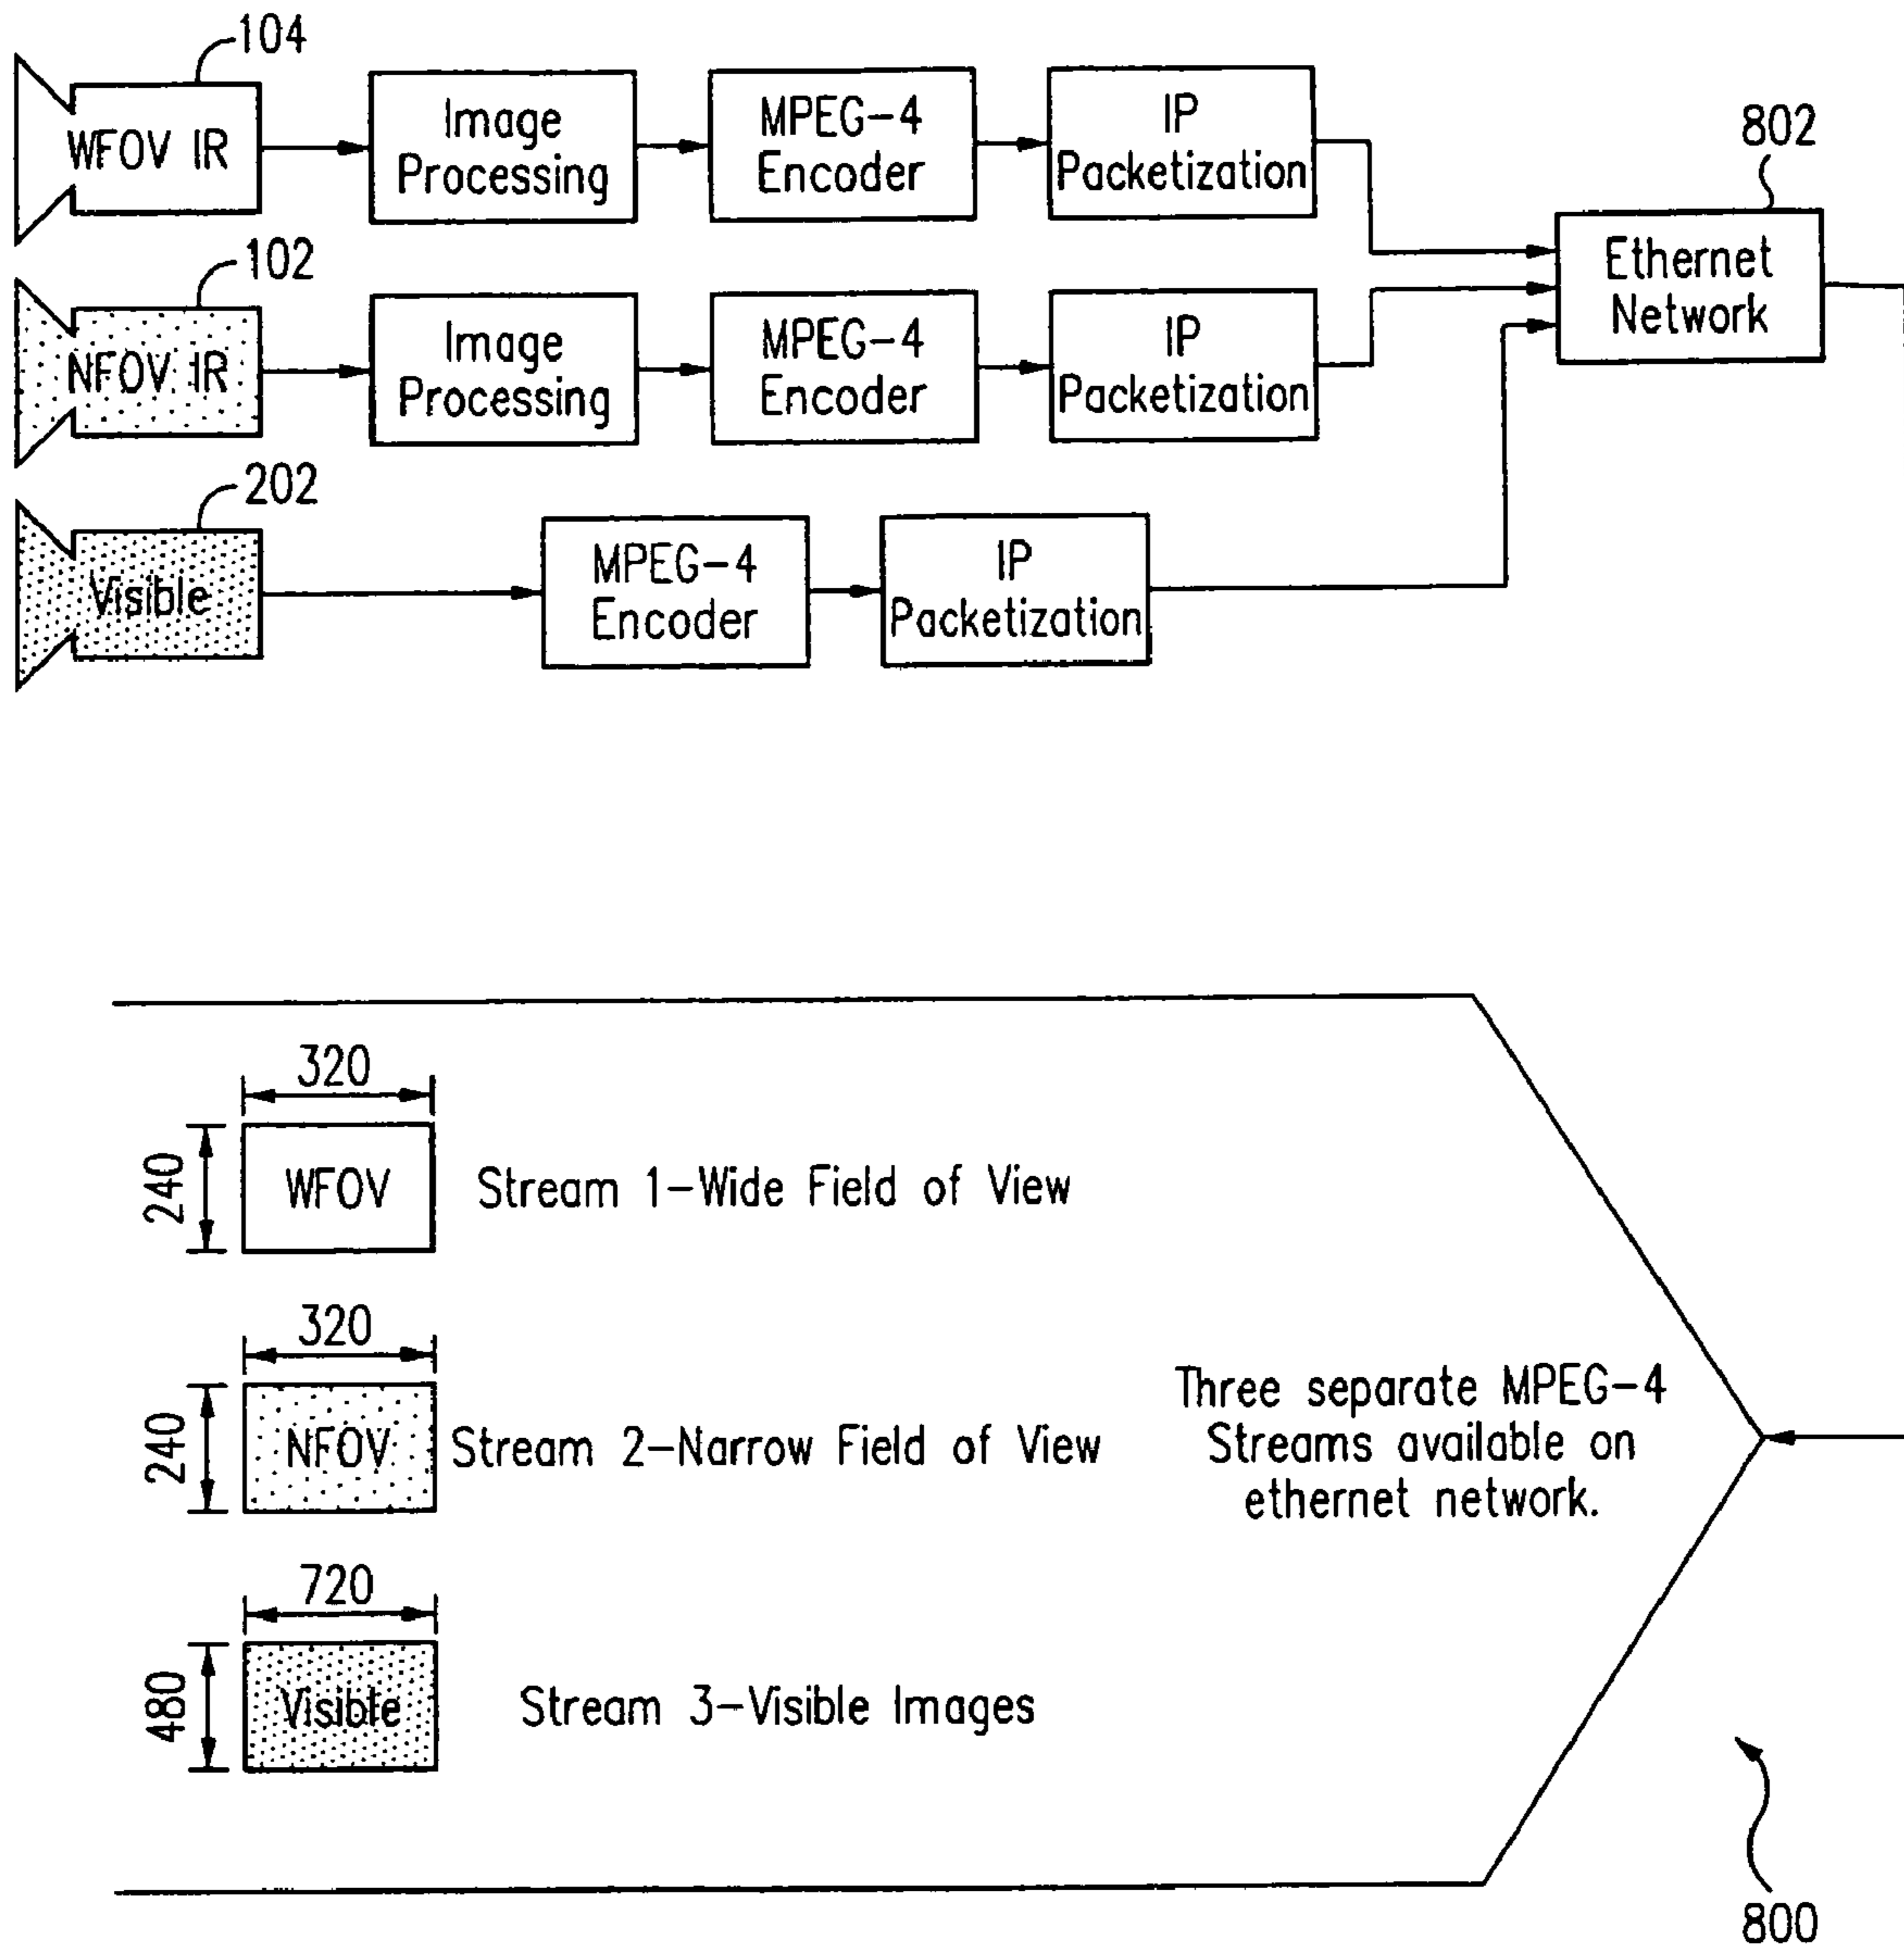 104
WFOV IR
Image
Processing
MPEG-4
Encoder
IP
Packetization
802
Ethernet
Network
102
NFOV IR
Image
Processing
MPEG-4
Encoder
IP
Packetization
202
Visible
MPEG-4
Encoder
IP
Packetization
320
240
WFOV
Stream 1-Wide Field of View
320
240
NFOV
Stream 2-Narrow Field of View
Three separate MPEG-4
Streams available on
ethernet network.
720
480
Visible
Stream 3-Visible Images
800